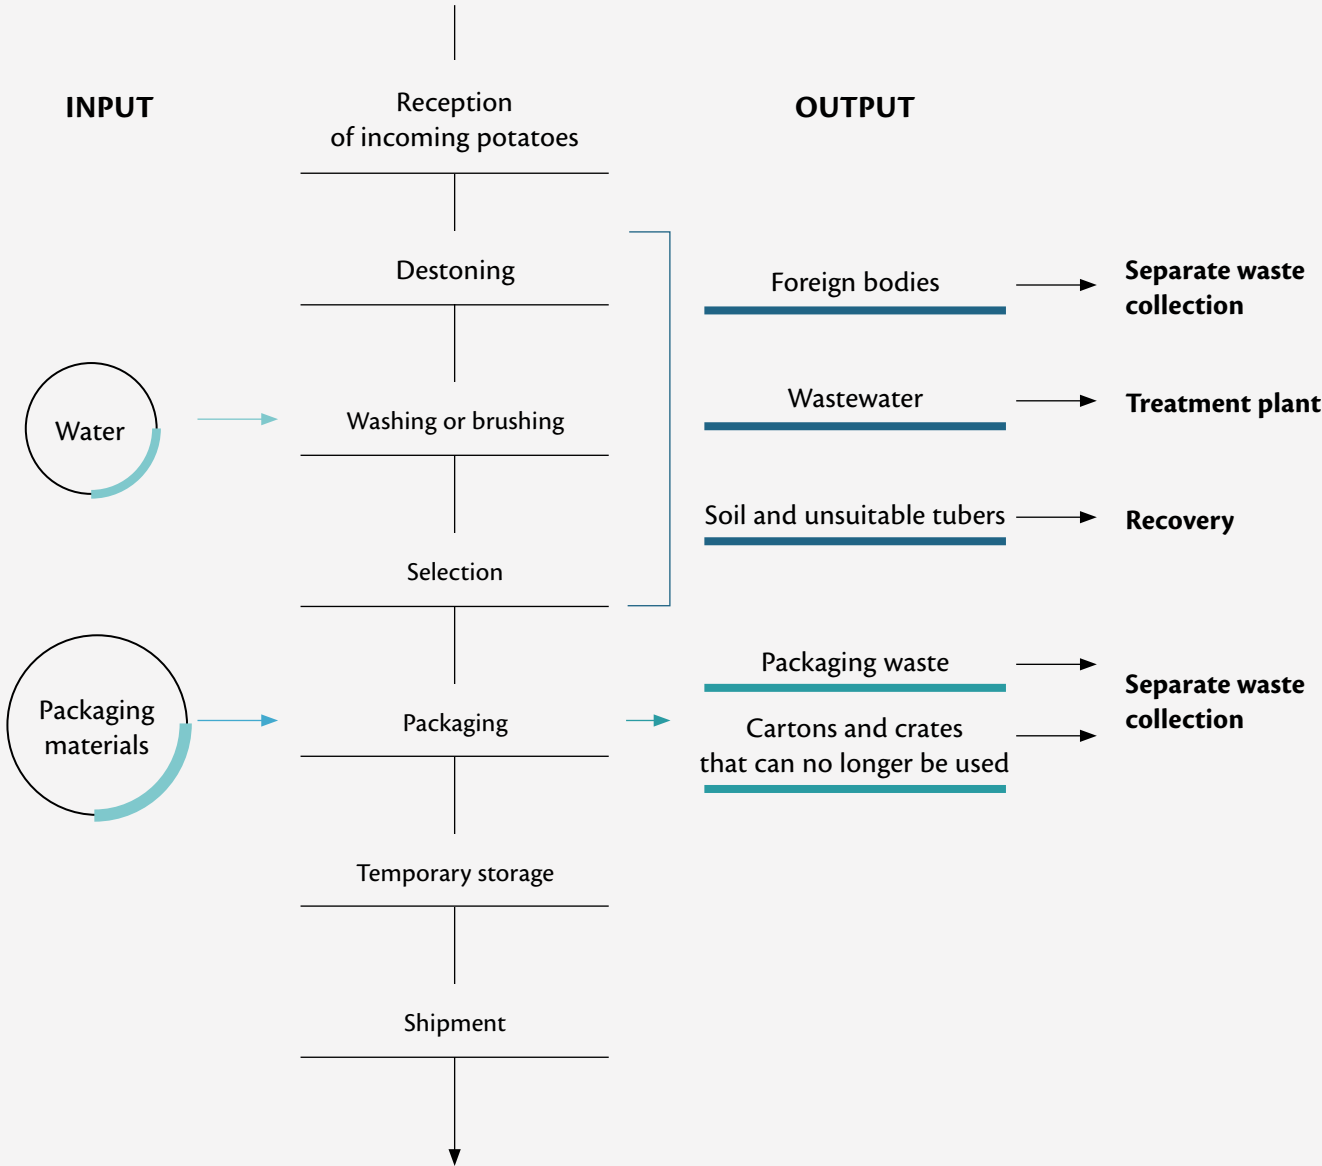 INPUT
Reception
of incoming potatoes
OUTPUT
Destoning
Foreign bodies
Separate waste
collection
Water
Washing or brushing
Wastewater
Treatment plant
Soil and unsuitable tubers
Recovery
Selection
Packaging
materials
Packaging
Packaging waste
Cartons and crates
that can no longer be used
Separate waste
collection
Temporary storage
Shipment